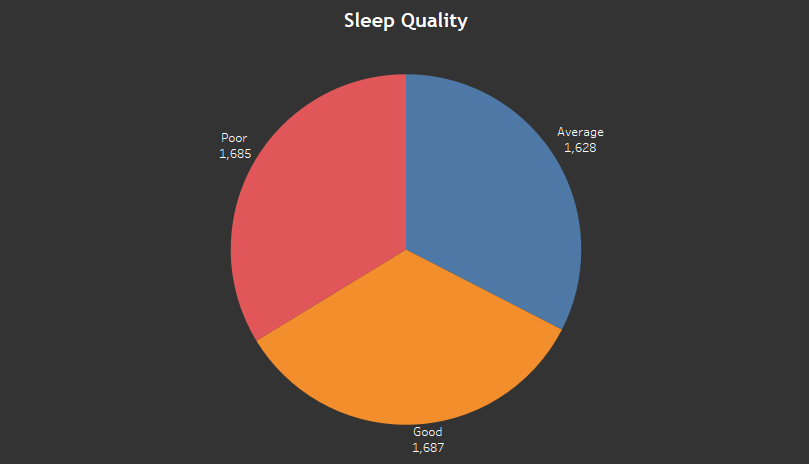 Sleep Quality
Poor
1,685
Average
1,628
Good
1,687